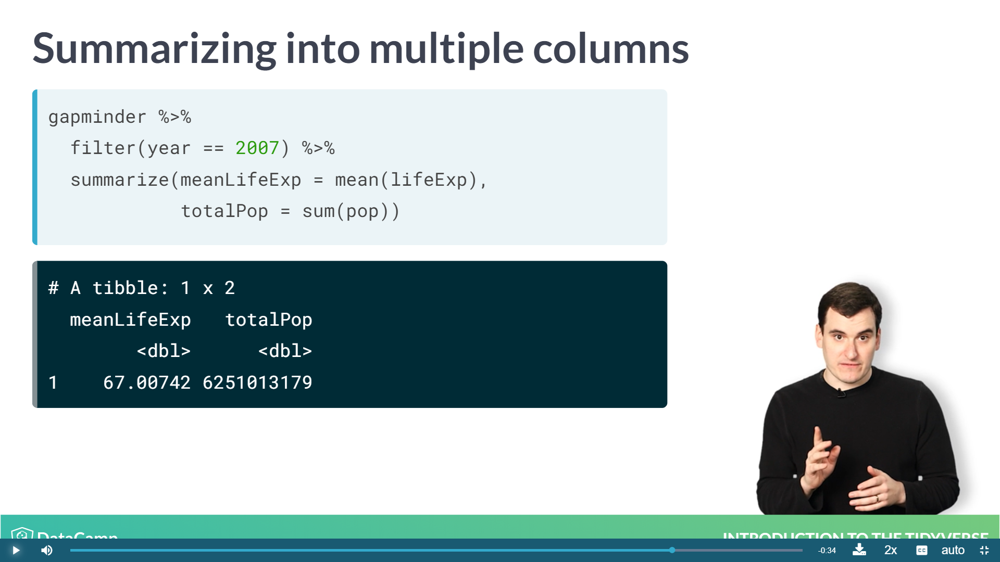 Summarizing into multiple columns
gapminder %>%
  filter(year == 2007) %>%
  summarize(meanLifeExp = mean(lifeExp),
            totalPop = sum(pop))
# A tibble: 1 x 2
  meanLifeExp   totalPop
        <dbl>      <dbl>
1    67.00742 6251013179
DataCamp
INTRODUCTION TO THE TIDYVERSE
-0:34
2x
CC
auto